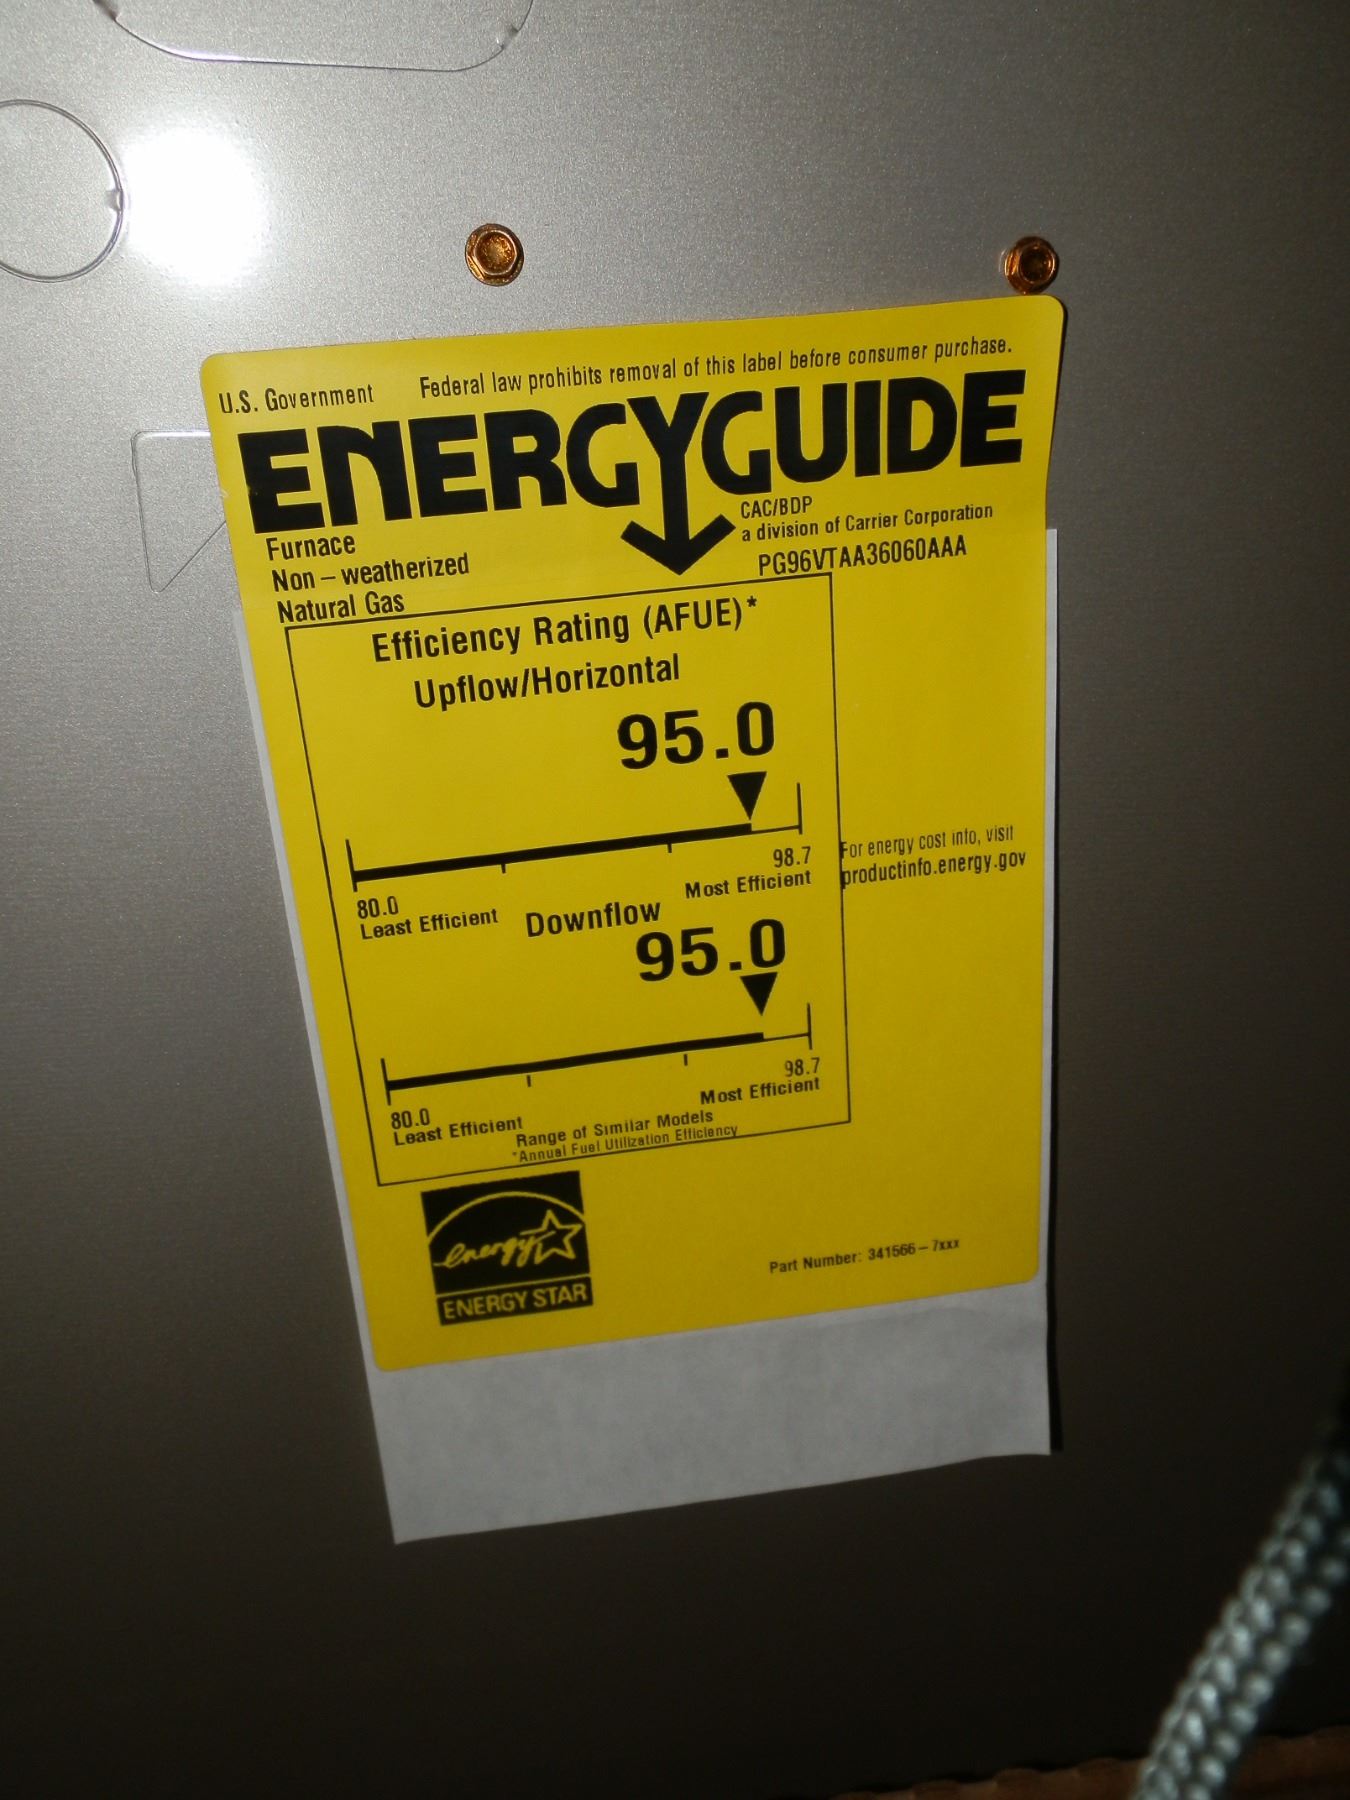 U.S. Government Federal law prohibits removal of this label before consumer purchase.
ENERGYGUIDE
Furnace
Non – weatherized
Natural Gas
CAC/BDP
a division of Carrier Corporation
PG96VTAA36060AAA
Efficiency Rating (AFUE)*
Upflow/Horizontal
95.0
80.0
Least Efficient
98.7
Most Efficient
Downflow
95.0
80.0
Least Efficient
98.7
Most Efficient
Range of Similar Models
*Annual Fuel Utilization Efficiency
For energy cost info, visit
productinfo.energy.gov
energy
ENERGY STAR
Part Number: 341566 – 7xxx